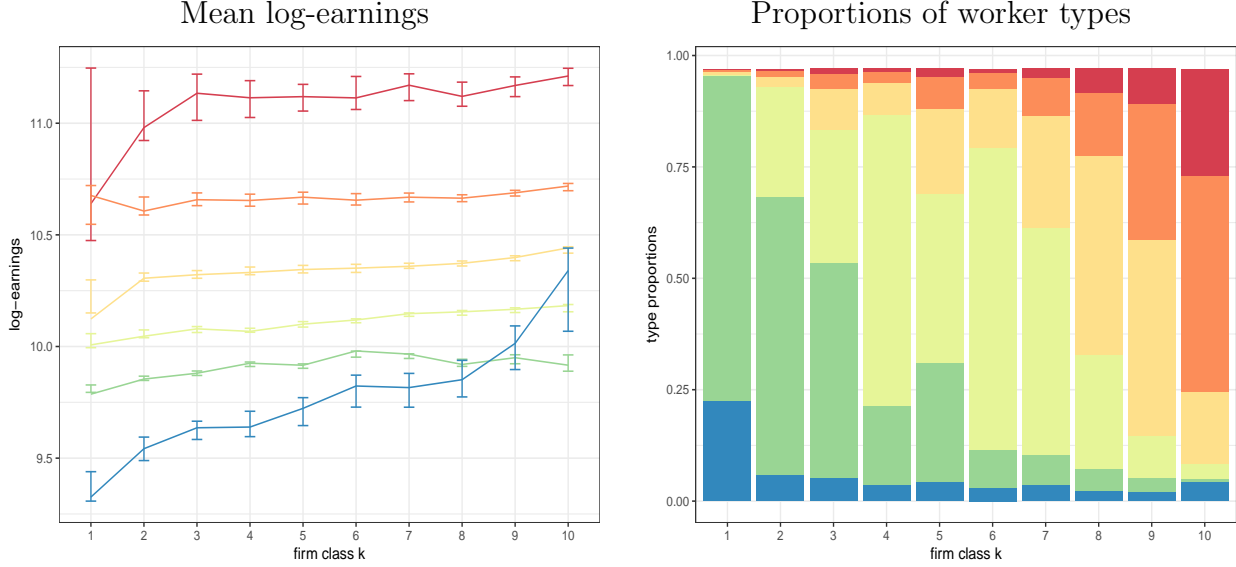 Mean log-earnings
11.0
10.5
10.0
9.5
log−earnings
1 2 3 4 5 6 7 8 9 10
firm class k
Proportions of worker types
1.00
0.75
0.50
0.25
0.00
type proportions
1 2 3 4 5 6 7 8 9 10
firm class k